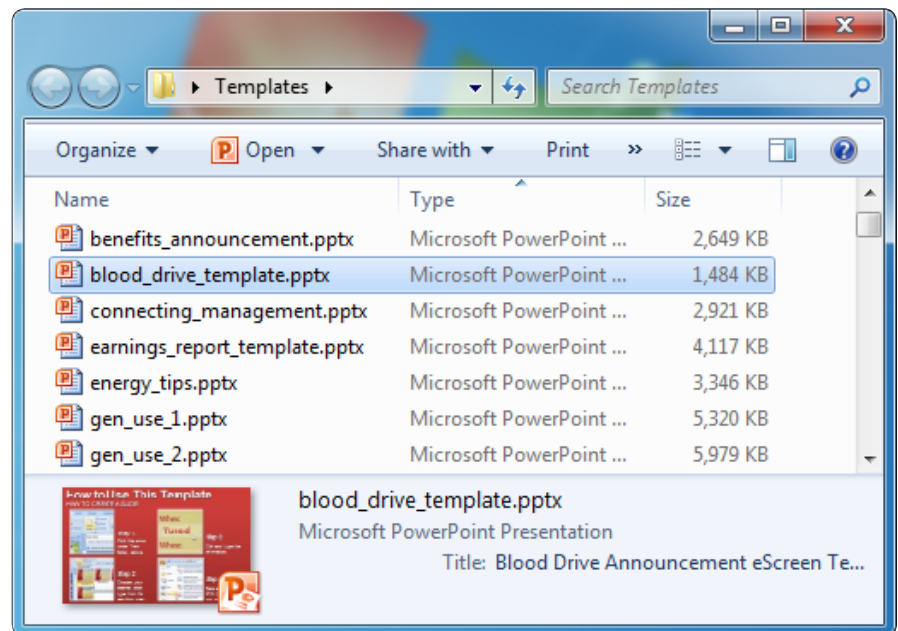 Templates
Search Templates
Organize Open Share with Print »
Name Type Size
benefits_announcement.pptx Microsoft PowerPoint ... 2,649 KB
blood_drive_template.pptx Microsoft PowerPoint ... 1,484 KB
connecting_management.pptx Microsoft PowerPoint ... 2,921 KB
earnings_report_template.pptx Microsoft PowerPoint ... 4,117 KB
energy_tips.pptx Microsoft PowerPoint ... 3,346 KB
gen_use_1.pptx Microsoft PowerPoint ... 5,320 KB
gen_use_2.pptx Microsoft PowerPoint ... 5,979 KB
How to Use This Template
blood_drive_template.pptx
Microsoft PowerPoint Presentation
Title: Blood Drive Announcement eScreen Te...